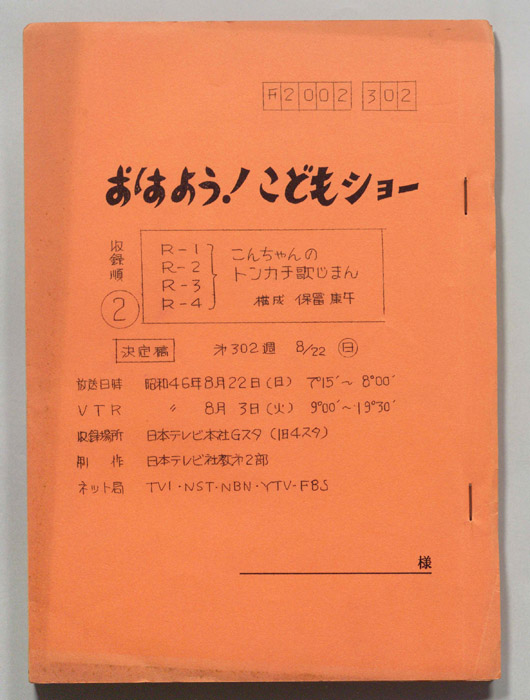 F2002 302
おはよう!こどもショー
収録順
②
R-1
R-2
R-3
R-4
こんちゃんの
トンカチ歌じまん
構成 保富康午
決定稿 第302週 8/22 ㊐
放送日時 昭和46年8月22日(日) 7°15´~8°00´
VTR 〃 8月3日(火) 9°00´~19°30´
収録場所 日本テレビ本社Gスタ(旧4スタ)
制作 日本テレビ社教第2部
ネット局 TVI・NST・NBN・YTV・FBS
様